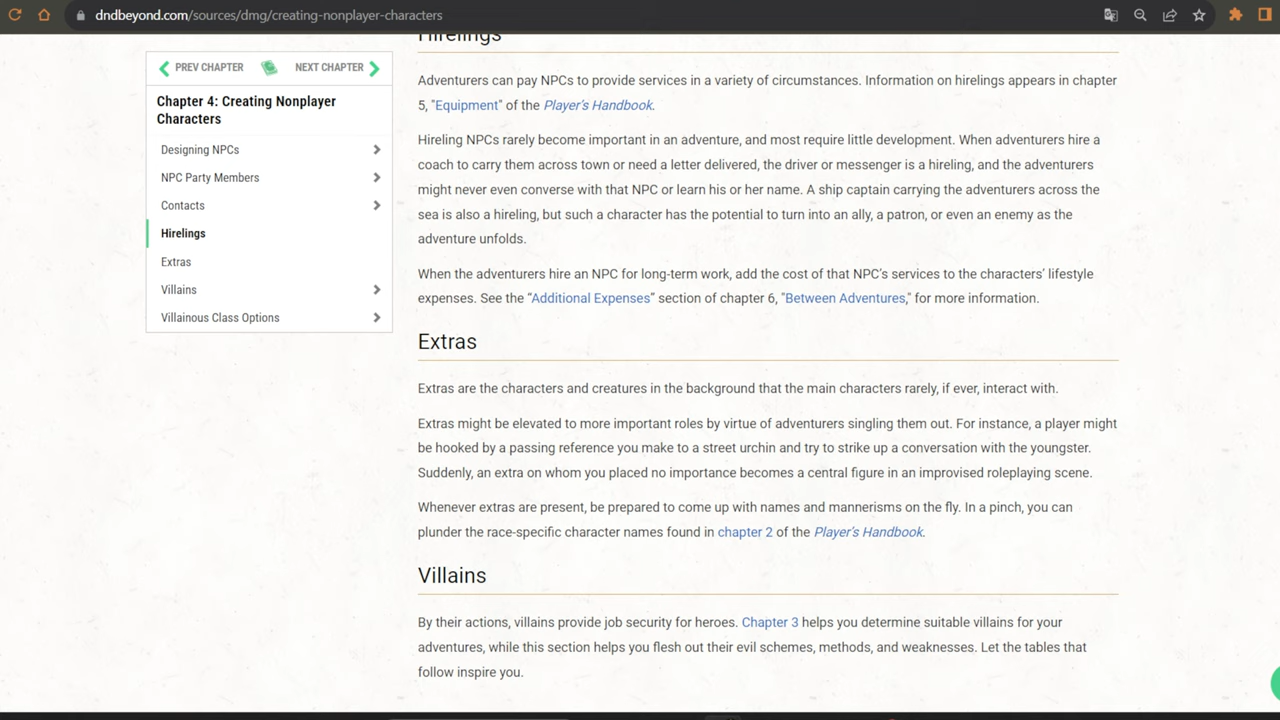 dndbeyond.com/sources/dmg/creating-nonplayer-characters
PREV CHAPTER
NEXT CHAPTER
Chapter 4: Creating Nonplayer
Characters
Designing NPCs
NPC Party Members
Contacts
Hirelings
Extras
Villains
Villainous Class Options
Hirelings
Adventurers can pay NPCs to provide services in a variety of circumstances. Information on hirelings appears in chapter
5, "Equipment" of the Player's Handbook.
Hireling NPCs rarely become important in an adventure, and most require little development. When adventurers hire a
coach to carry them across town or need a letter delivered, the driver or messenger is a hireling, and the adventurers
might never even converse with that NPC or learn his or her name. A ship captain carrying the adventurers across the
sea is also a hireling, but such a character has the potential to turn into an ally, a patron, or even an enemy as the
adventure unfolds.
When the adventurers hire an NPC for long-term work, add the cost of that NPC's services to the characters' lifestyle
expenses. See the “Additional Expenses” section of chapter 6, "Between Adventures," for more information.
Extras
Extras are the characters and creatures in the background that the main characters rarely, if ever, interact with.
Extras might be elevated to more important roles by virtue of adventurers singling them out. For instance, a player might
be hooked by a passing reference you make to a street urchin and try to strike up a conversation with the youngster.
Suddenly, an extra on whom you placed no importance becomes a central figure in an improvised roleplaying scene.
Whenever extras are present, be prepared to come up with names and mannerisms on the fly. In a pinch, you can
plunder the race-specific character names found in chapter 2 of the Player's Handbook.
Villains
By their actions, villains provide job security for heroes. Chapter 3 helps you determine suitable villains for your
adventures, while this section helps you flesh out their evil schemes, methods, and weaknesses. Let the tables that
follow inspire you.